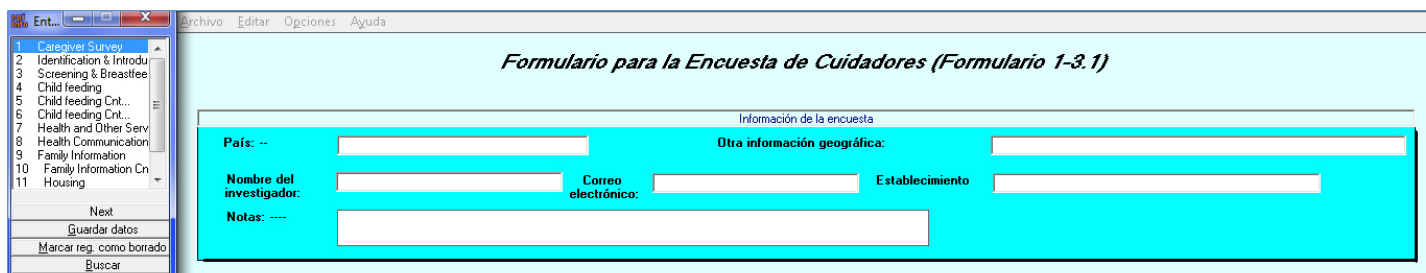 Ent...
Archivo Editar Opciones Ayuda
1 Caregiver Survey
2 Identification & Introdu
3 Screening & Breastfee
4 Child feeding
5 Child feeding Cnt...
6 Child feeding Cnt...
7 Health and Other Serv
8 Health Communication
9 Family Information
10 Family Information Cn
11 Housing
Next
Guardar datos
Marcar reg. como borrado
Buscar
Formulario para la Encuesta de Cuidadores (Formulario 1-3.1)
Información de la encuesta
País: --
Otra información geográfica:
Nombre del
investigador:
Correo
electrónico:
Establecimiento
Notas: ----